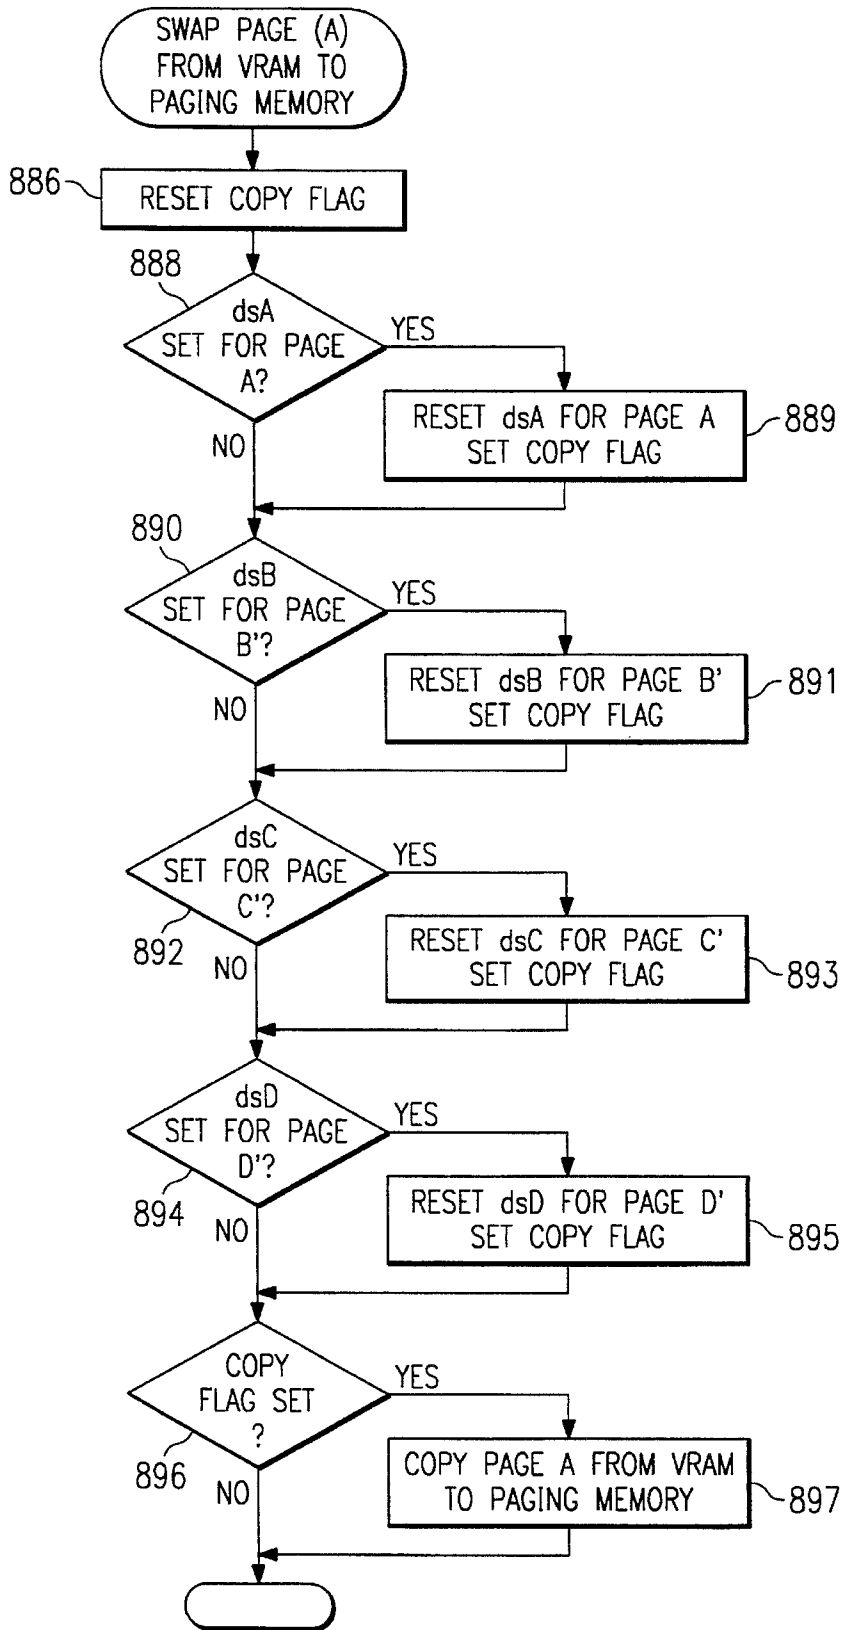 SWAP PAGE (A)
FROM VRAM TO
PAGING MEMORY
886
RESET COPY FLAG
888
dsA
SET FOR PAGE
A?
YES
NO
RESET dsA FOR PAGE A
SET COPY FLAG
889
890
dsB
SET FOR PAGE
B'?
YES
NO
RESET dsB FOR PAGE B'
SET COPY FLAG
891
dsC
SET FOR PAGE
C'?
YES
892
NO
RESET dsC FOR PAGE C'
SET COPY FLAG
893
dsD
SET FOR PAGE
D'?
YES
894
NO
RESET dsD FOR PAGE D'
SET COPY FLAG
895
COPY
FLAG SET
?
YES
896
NO
COPY PAGE A FROM VRAM
TO PAGING MEMORY
897